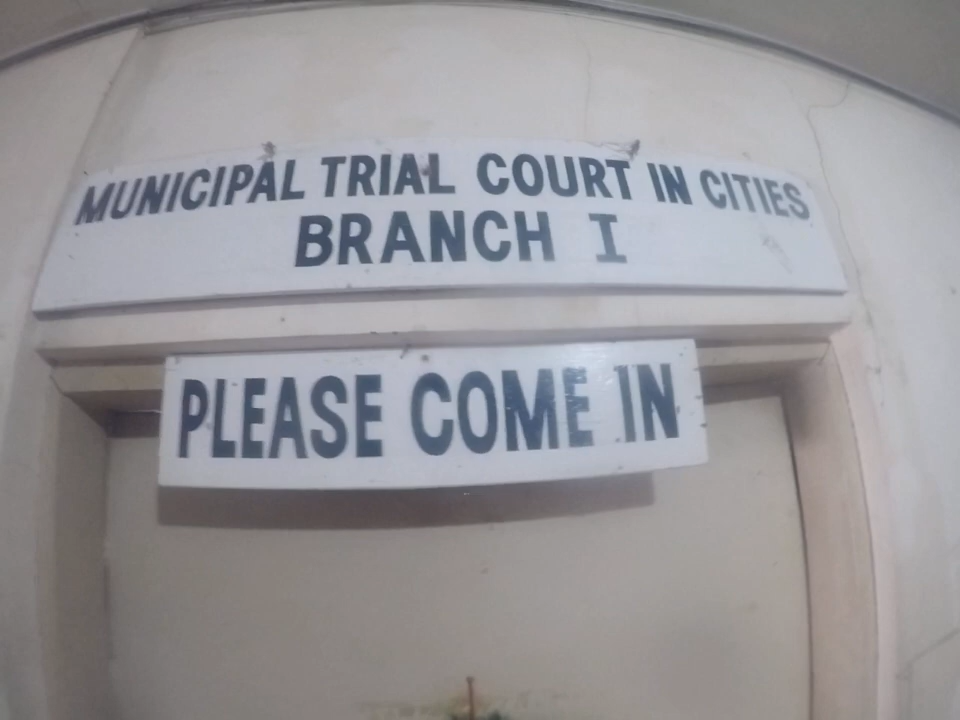 MUNICIPAL TRIAL COURT IN CITIES
BRANCH I
PLEASE COME IN